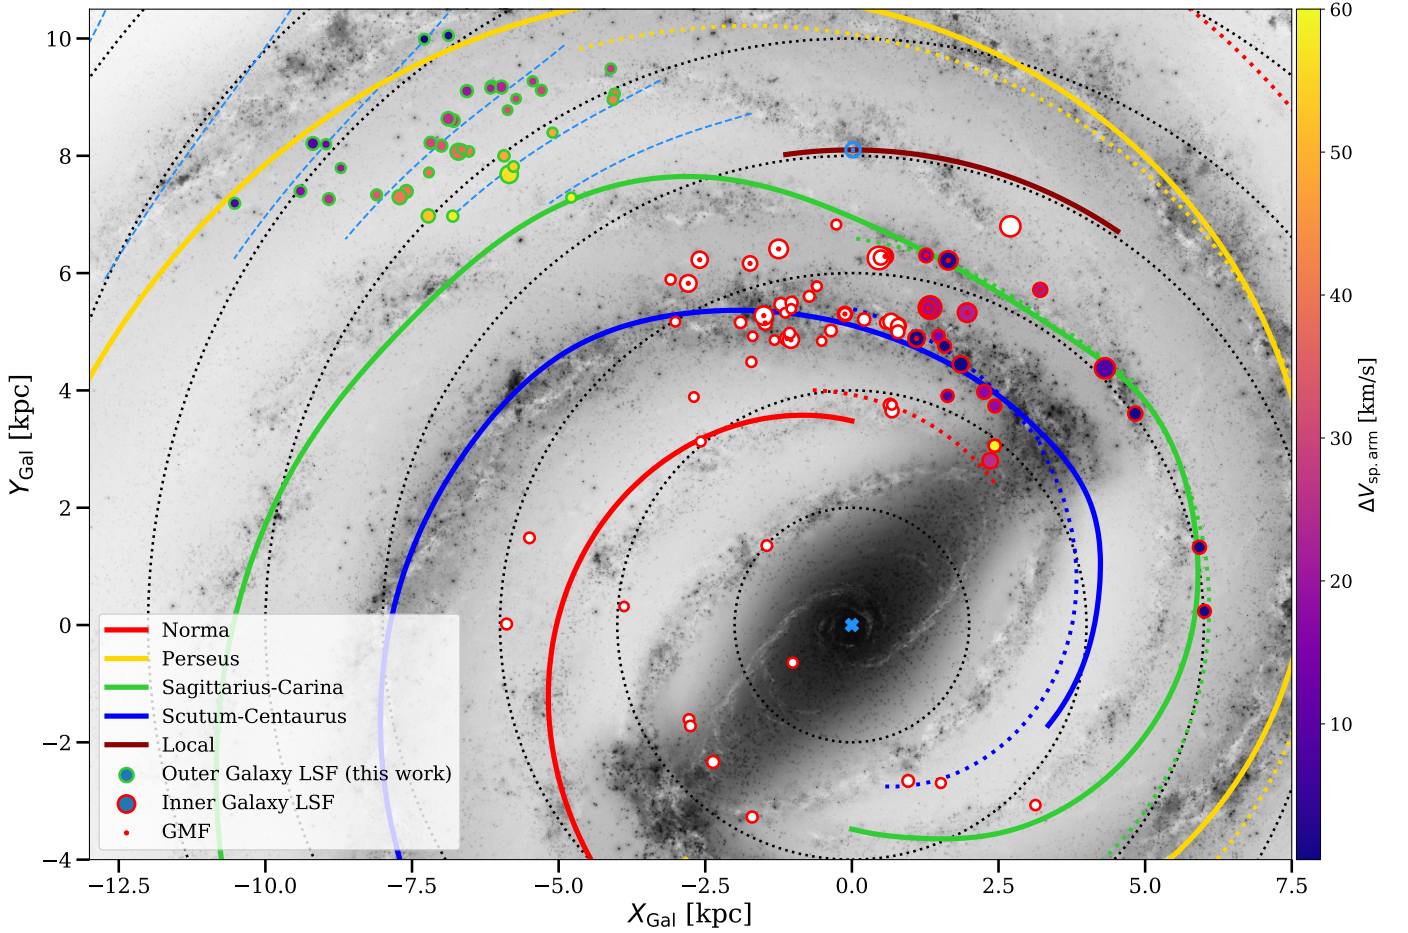 10
8
6
4
2
0
−2
−4
Y_Gal [kpc]
Norma
Perseus
Sagittarius-Carina
Scutum-Centaurus
Local
Outer Galaxy LSF (this work)
Inner Galaxy LSF
GMF
−12.5 −10.0 −7.5 −5.0 −2.5 0.0 2.5 5.0 7.5
X_Gal [kpc]
60
50
40
30
20
10
ΔV_sp. arm [km/s]